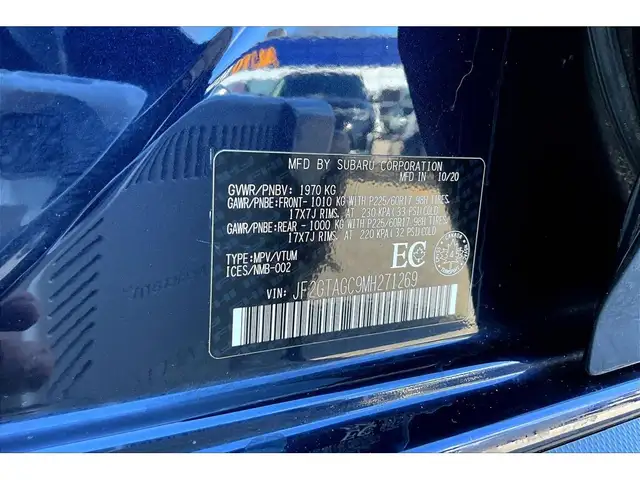 MFD BY SUBARU CORPORATION
MFD IN 10/20
GVWR/PNBV: 1970 KG
GAWR/PNBE:FRONT- 1010 KG WITH P225/60R17 98H TIRES,
17X7J RIMS, AT 230 KPA(33 PSI)COLD
GAWR/PNBE:REAR - 1000 KG WITH P225/60R17 98H TIRES,
17X7J RIMS, AT 220 KPA(32 PSI)COLD
TYPE:MPV/VTUM
ICES/NMB-002
EC
CANADA
VIN: JF2GTAGC9MH271269